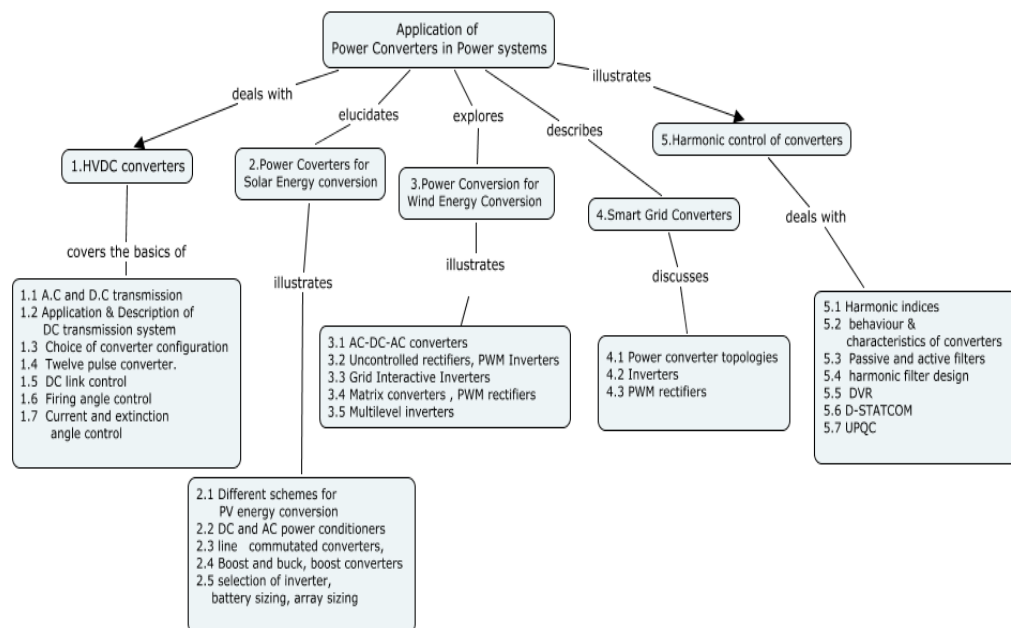 Application of
Power Converters in Power systems
deals with
elucidates
explores
describes
illustrates
1.HVDC converters
2.Power Coverters for
Solar Energy conversion
3.Power Conversion for
Wind Energy Conversion
4.Smart Grid Converters
5.Harmonic control of converters
covers the basics of
illustrates
illustrates
discusses
deals with
1.1 A.C and D.C transmission
1.2 Application & Description of
DC transmission system
1.3 Choice of converter configuration
1.4 Twelve pulse converter.
1.5 DC link control
1.6 Firing angle control
1.7 Current and extinction
angle control
2.1 Different schemes for
PV energy conversion
2.2 DC and AC power conditioners
2.3 line commutated converters,
2.4 Boost and buck, boost converters
2.5 selection of inverter,
battery sizing, array sizing
3.1 AC-DC-AC converters
3.2 Uncontrolled rectifiers, PWM Inverters
3.3 Grid Interactive Inverters
3.4 Matrix converters , PWM rectifiers
3.5 Multilevel inverters
4.1 Power converter topologies
4.2 Inverters
4.3 PWM rectifiers
5.1 Harmonic indices
5.2 behaviour &
characteristics of converters
5.3 Passive and active filters
5.4 harmonic filter design
5.5 DVR
5.6 D-STATCOM
5.7 UPQC